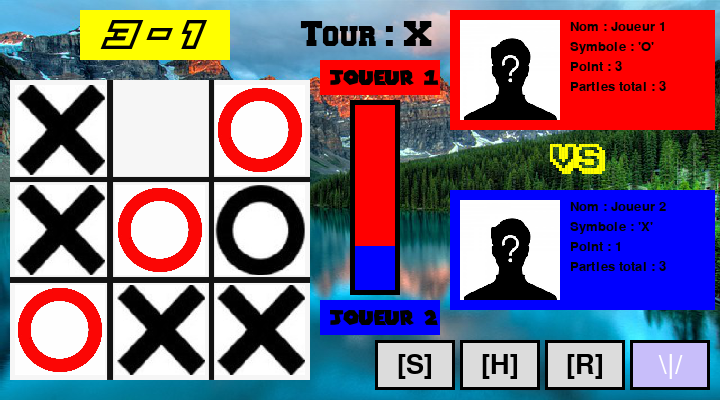 3 - 1
Tour : X
JOUEUR 1
Nom : Joueur 1
Symbole : 'O'
Point : 3
Parties total : 3
VS
Nom : Joueur 2
Symbole : 'X'
Point : 1
Parties total : 3
JOUEUR 2
[S] [H] [R] \|/